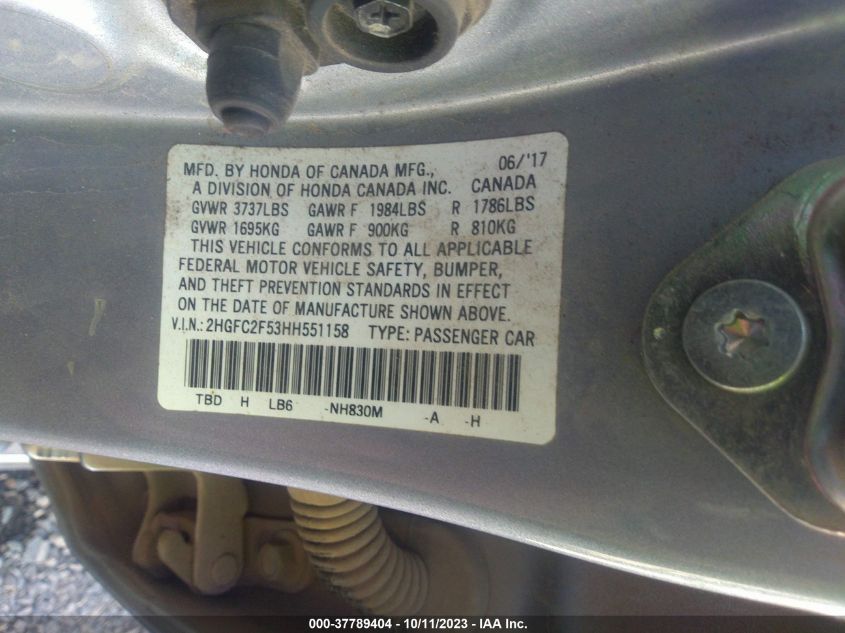 MFD. BY HONDA OF CANADA MFG., 06/'17
A DIVISION OF HONDA CANADA INC. CANADA
GVWR 3737LBS GAWR F 1984LBS R 1786LBS
GVWR 1695KG GAWR F 900KG R 810KG
THIS VEHICLE CONFORMS TO ALL APPLICABLE
FEDERAL MOTOR VEHICLE SAFETY, BUMPER,
AND THEFT PREVENTION STANDARDS IN EFFECT
ON THE DATE OF MANUFACTURE SHOWN ABOVE.
V.I.N.: 2HGFC2F53HH551158 TYPE: PASSENGER CAR
TBD H LB6 -NH830M -A -H
000-37789404 - 10/11/2023 - IAA Inc.